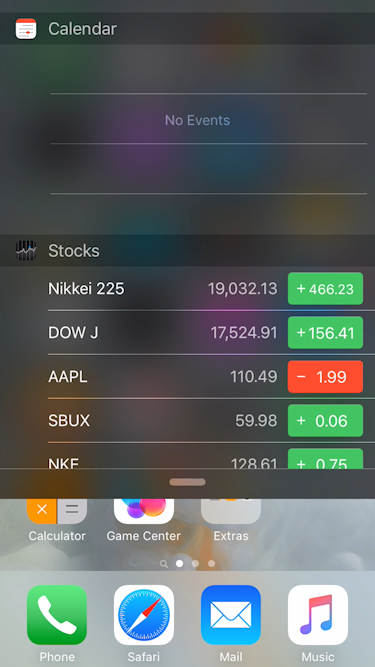 Calendar
No Events
Stocks
Nikkei 225 19,032.13 +466.23
DOW J 17,524.91 +156.41
AAPL 110.49 − 1.99
SBUX 59.98 + 0.06
NKE 128.61 + 0.75
Calculator Game Center Extras
Phone Safari Mail Music